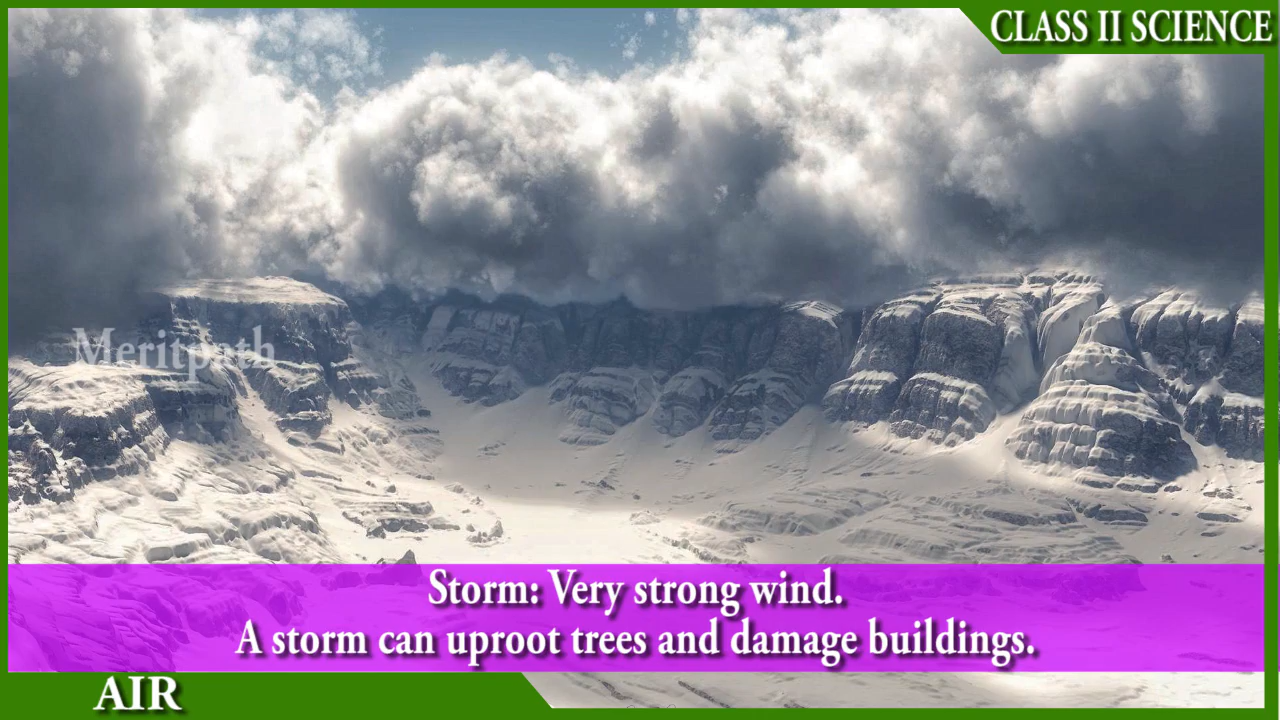 CLASS II SCIENCE
Meritpath
Storm: Very strong wind.
A storm can uproot trees and damage buildings.
AIR